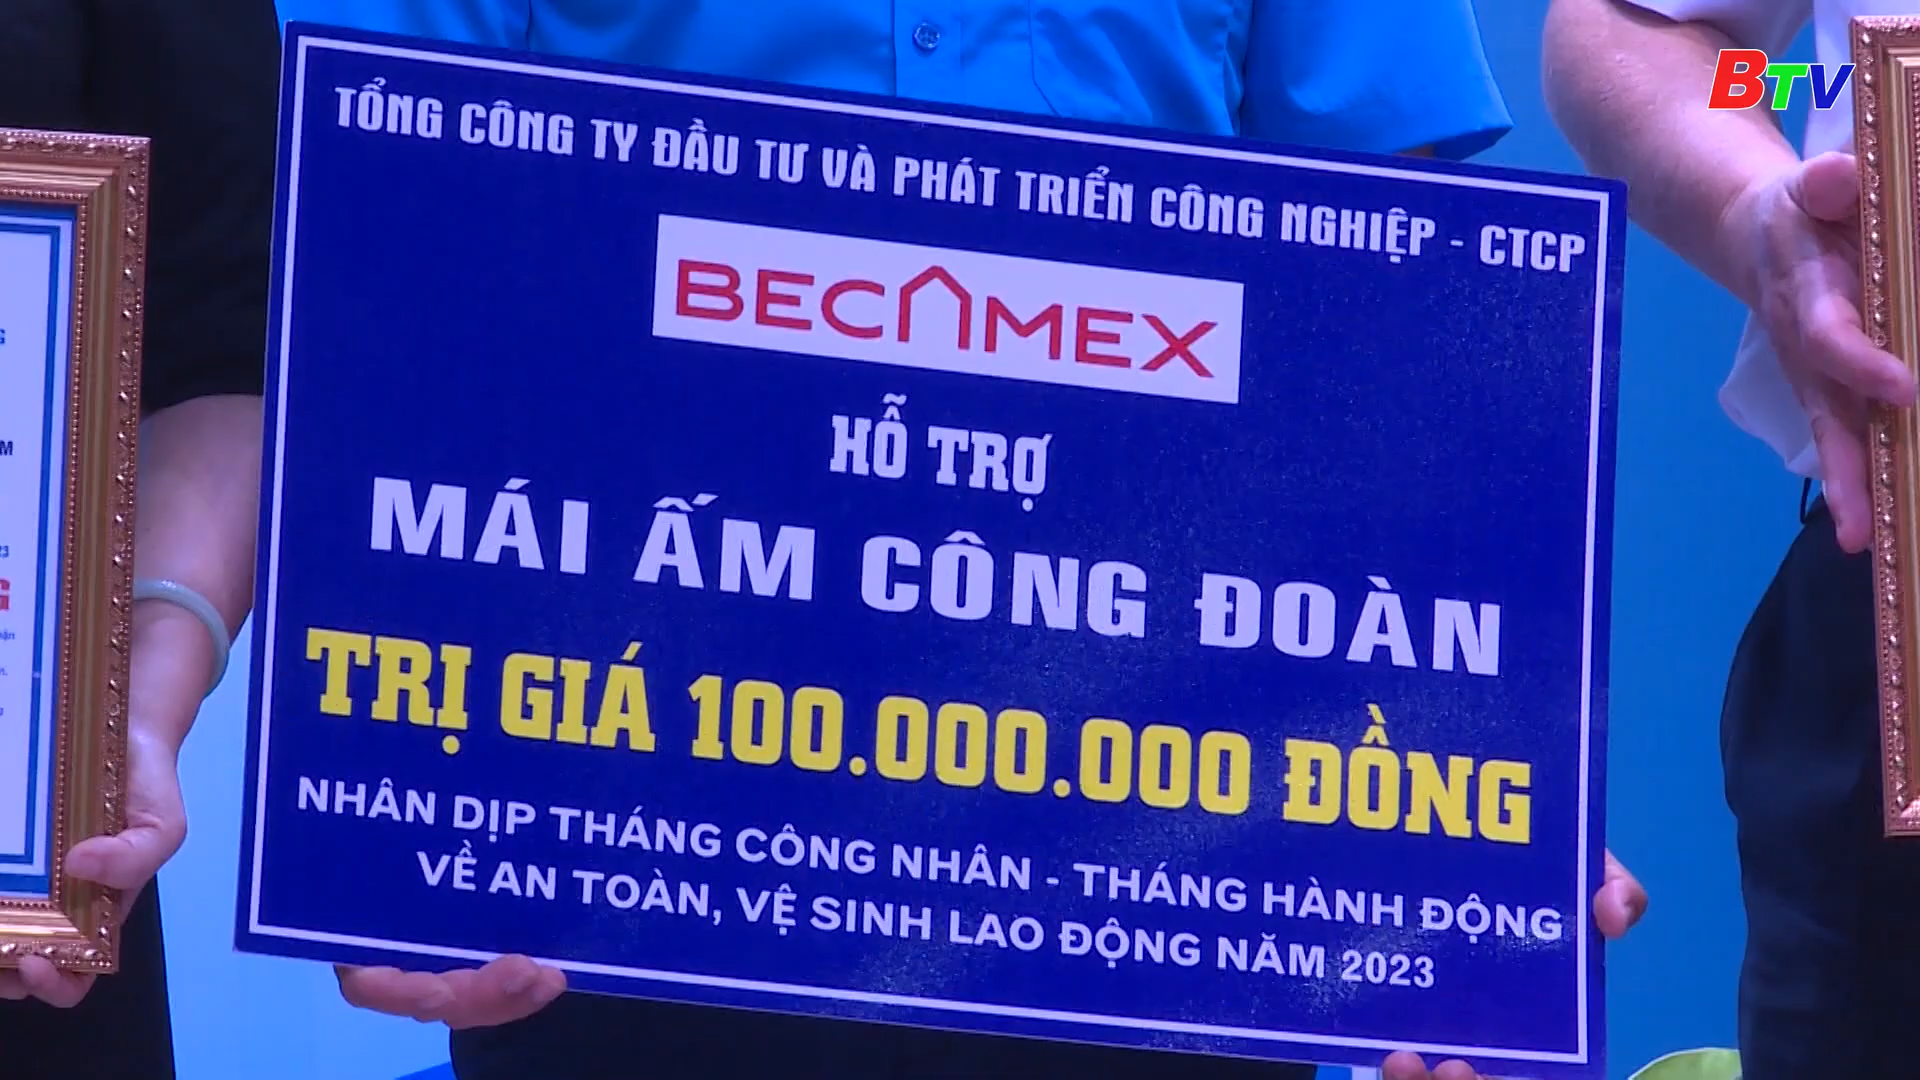 BTV
TỔNG CÔNG TY ĐẦU TƯ VÀ PHÁT TRIỂN CÔNG NGHIỆP - CTCP
BECAMEX
HỖ TRỢ
MÁI ẤM CÔNG ĐOÀN
TRỊ GIÁ 100.000.000 ĐỒNG
NHÂN DỊP THÁNG CÔNG NHÂN - THÁNG HÀNH ĐỘNG
VỀ AN TOÀN, VỆ SINH LAO ĐỘNG NĂM 2023